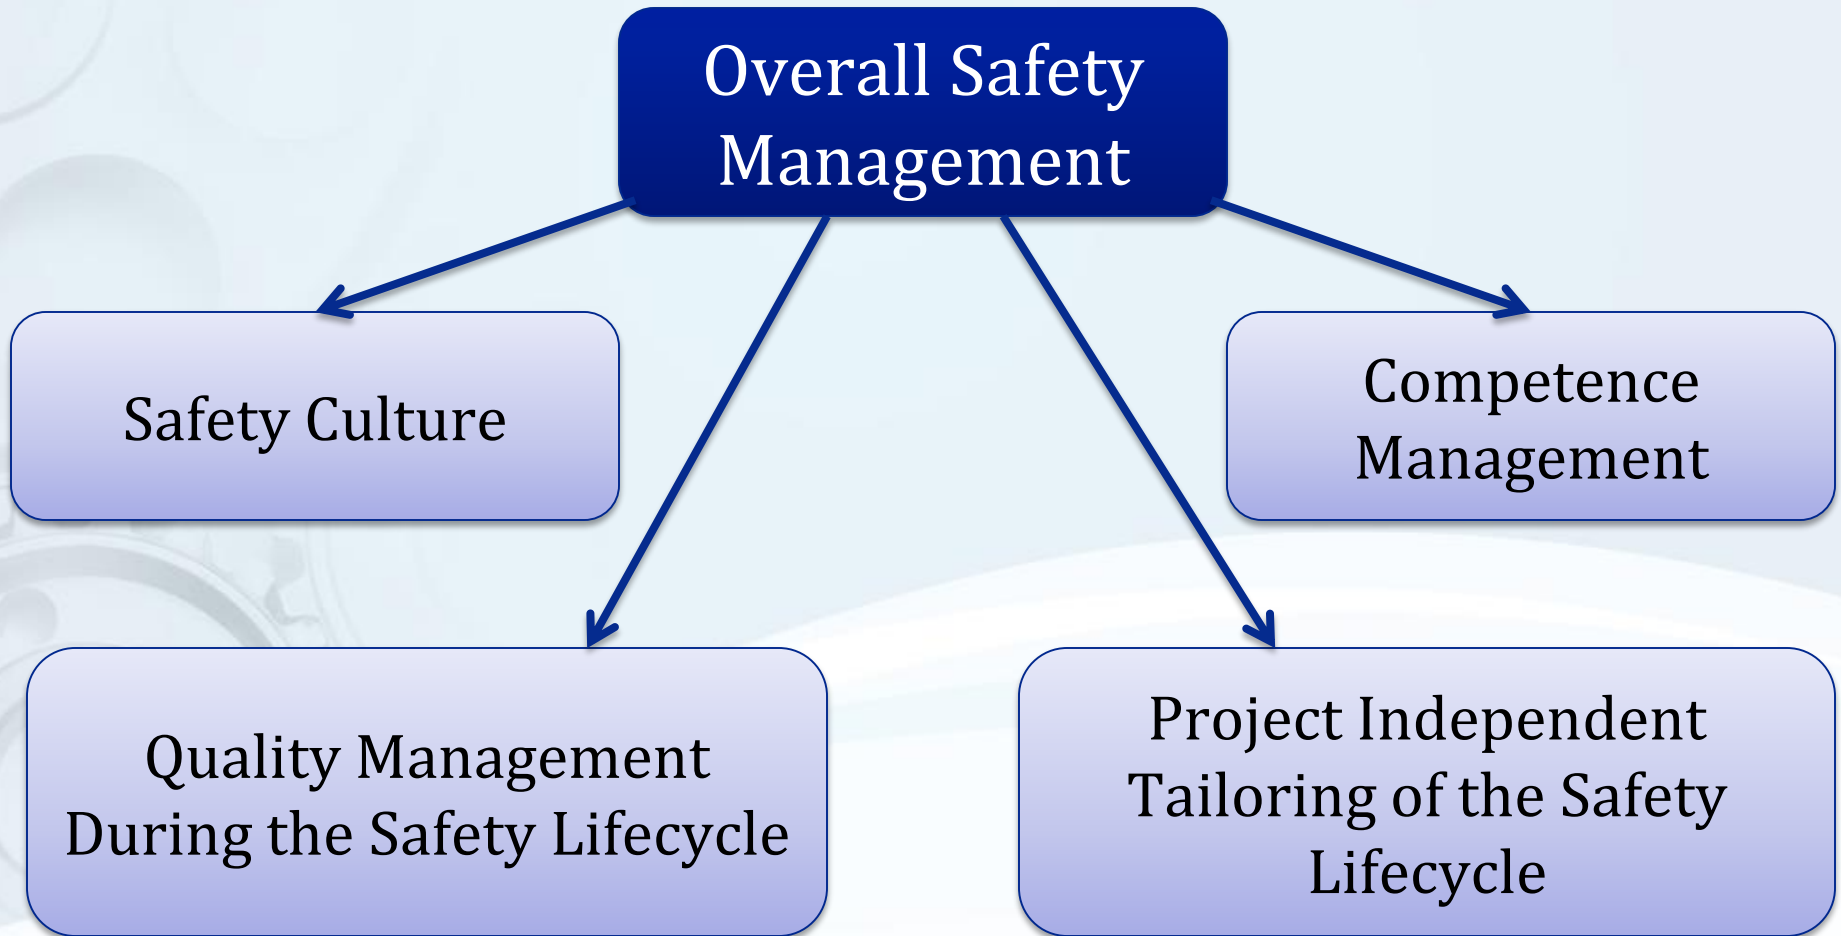 Overall Safety
Management
Safety Culture
Competence
Management
Quality Management
During the Safety Lifecycle
Project Independent
Tailoring of the Safety
Lifecycle